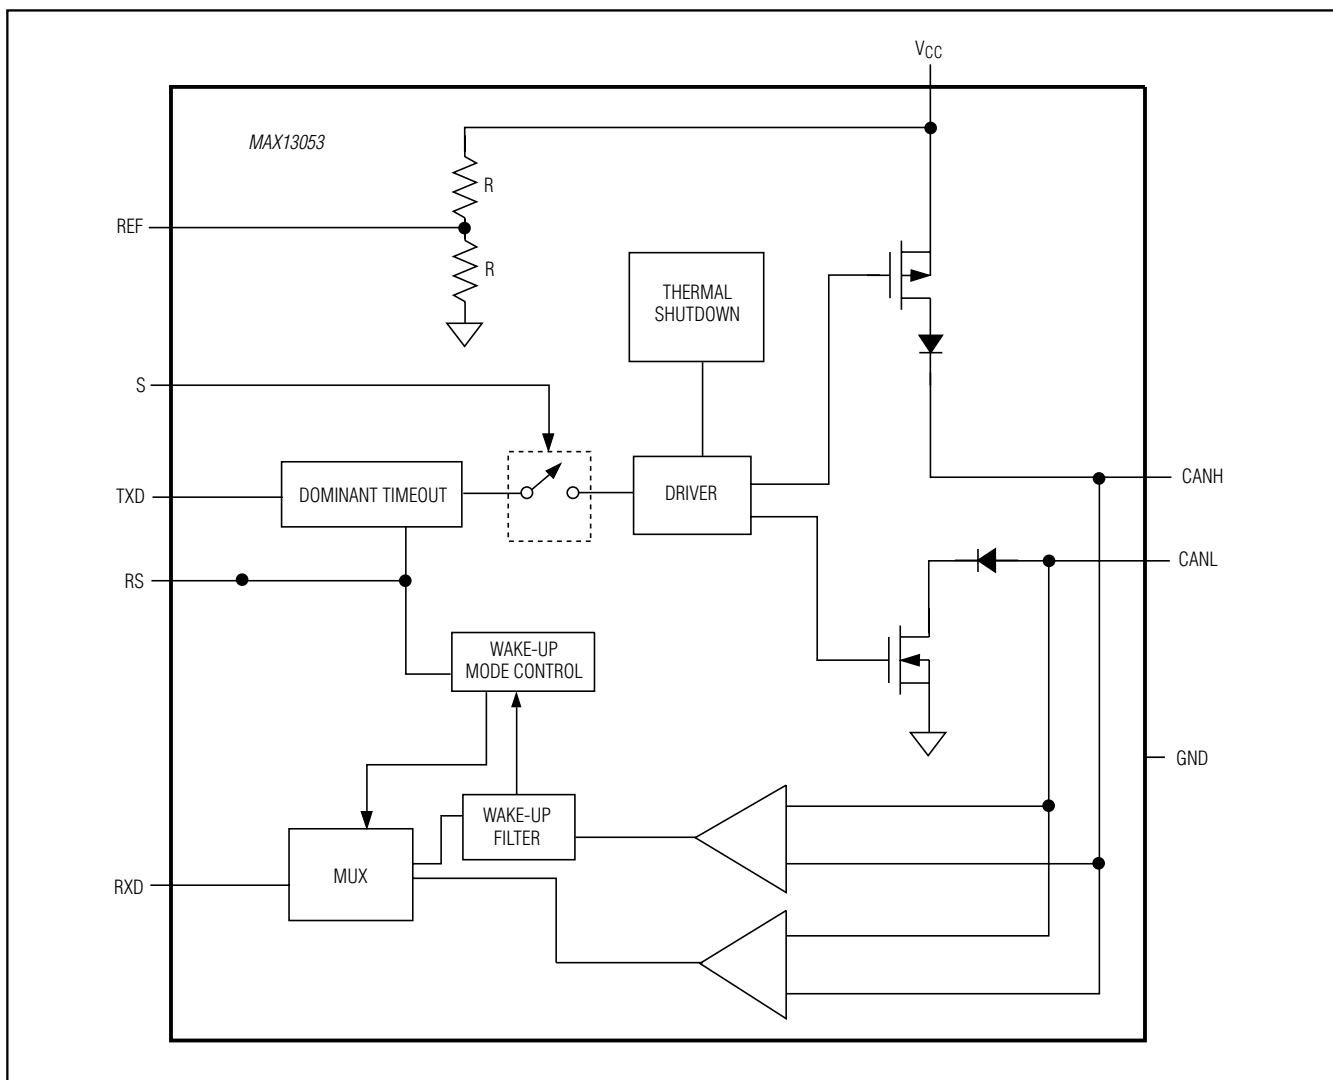 VCC
MAX13053
R
REF
R
THERMAL
SHUTDOWN
S
DOMINANT TIMEOUT
DRIVER
CANH
TXD
CANL
RS
WAKE-UP
MODE CONTROL
GND
WAKE-UP
FILTER
MUX
RXD